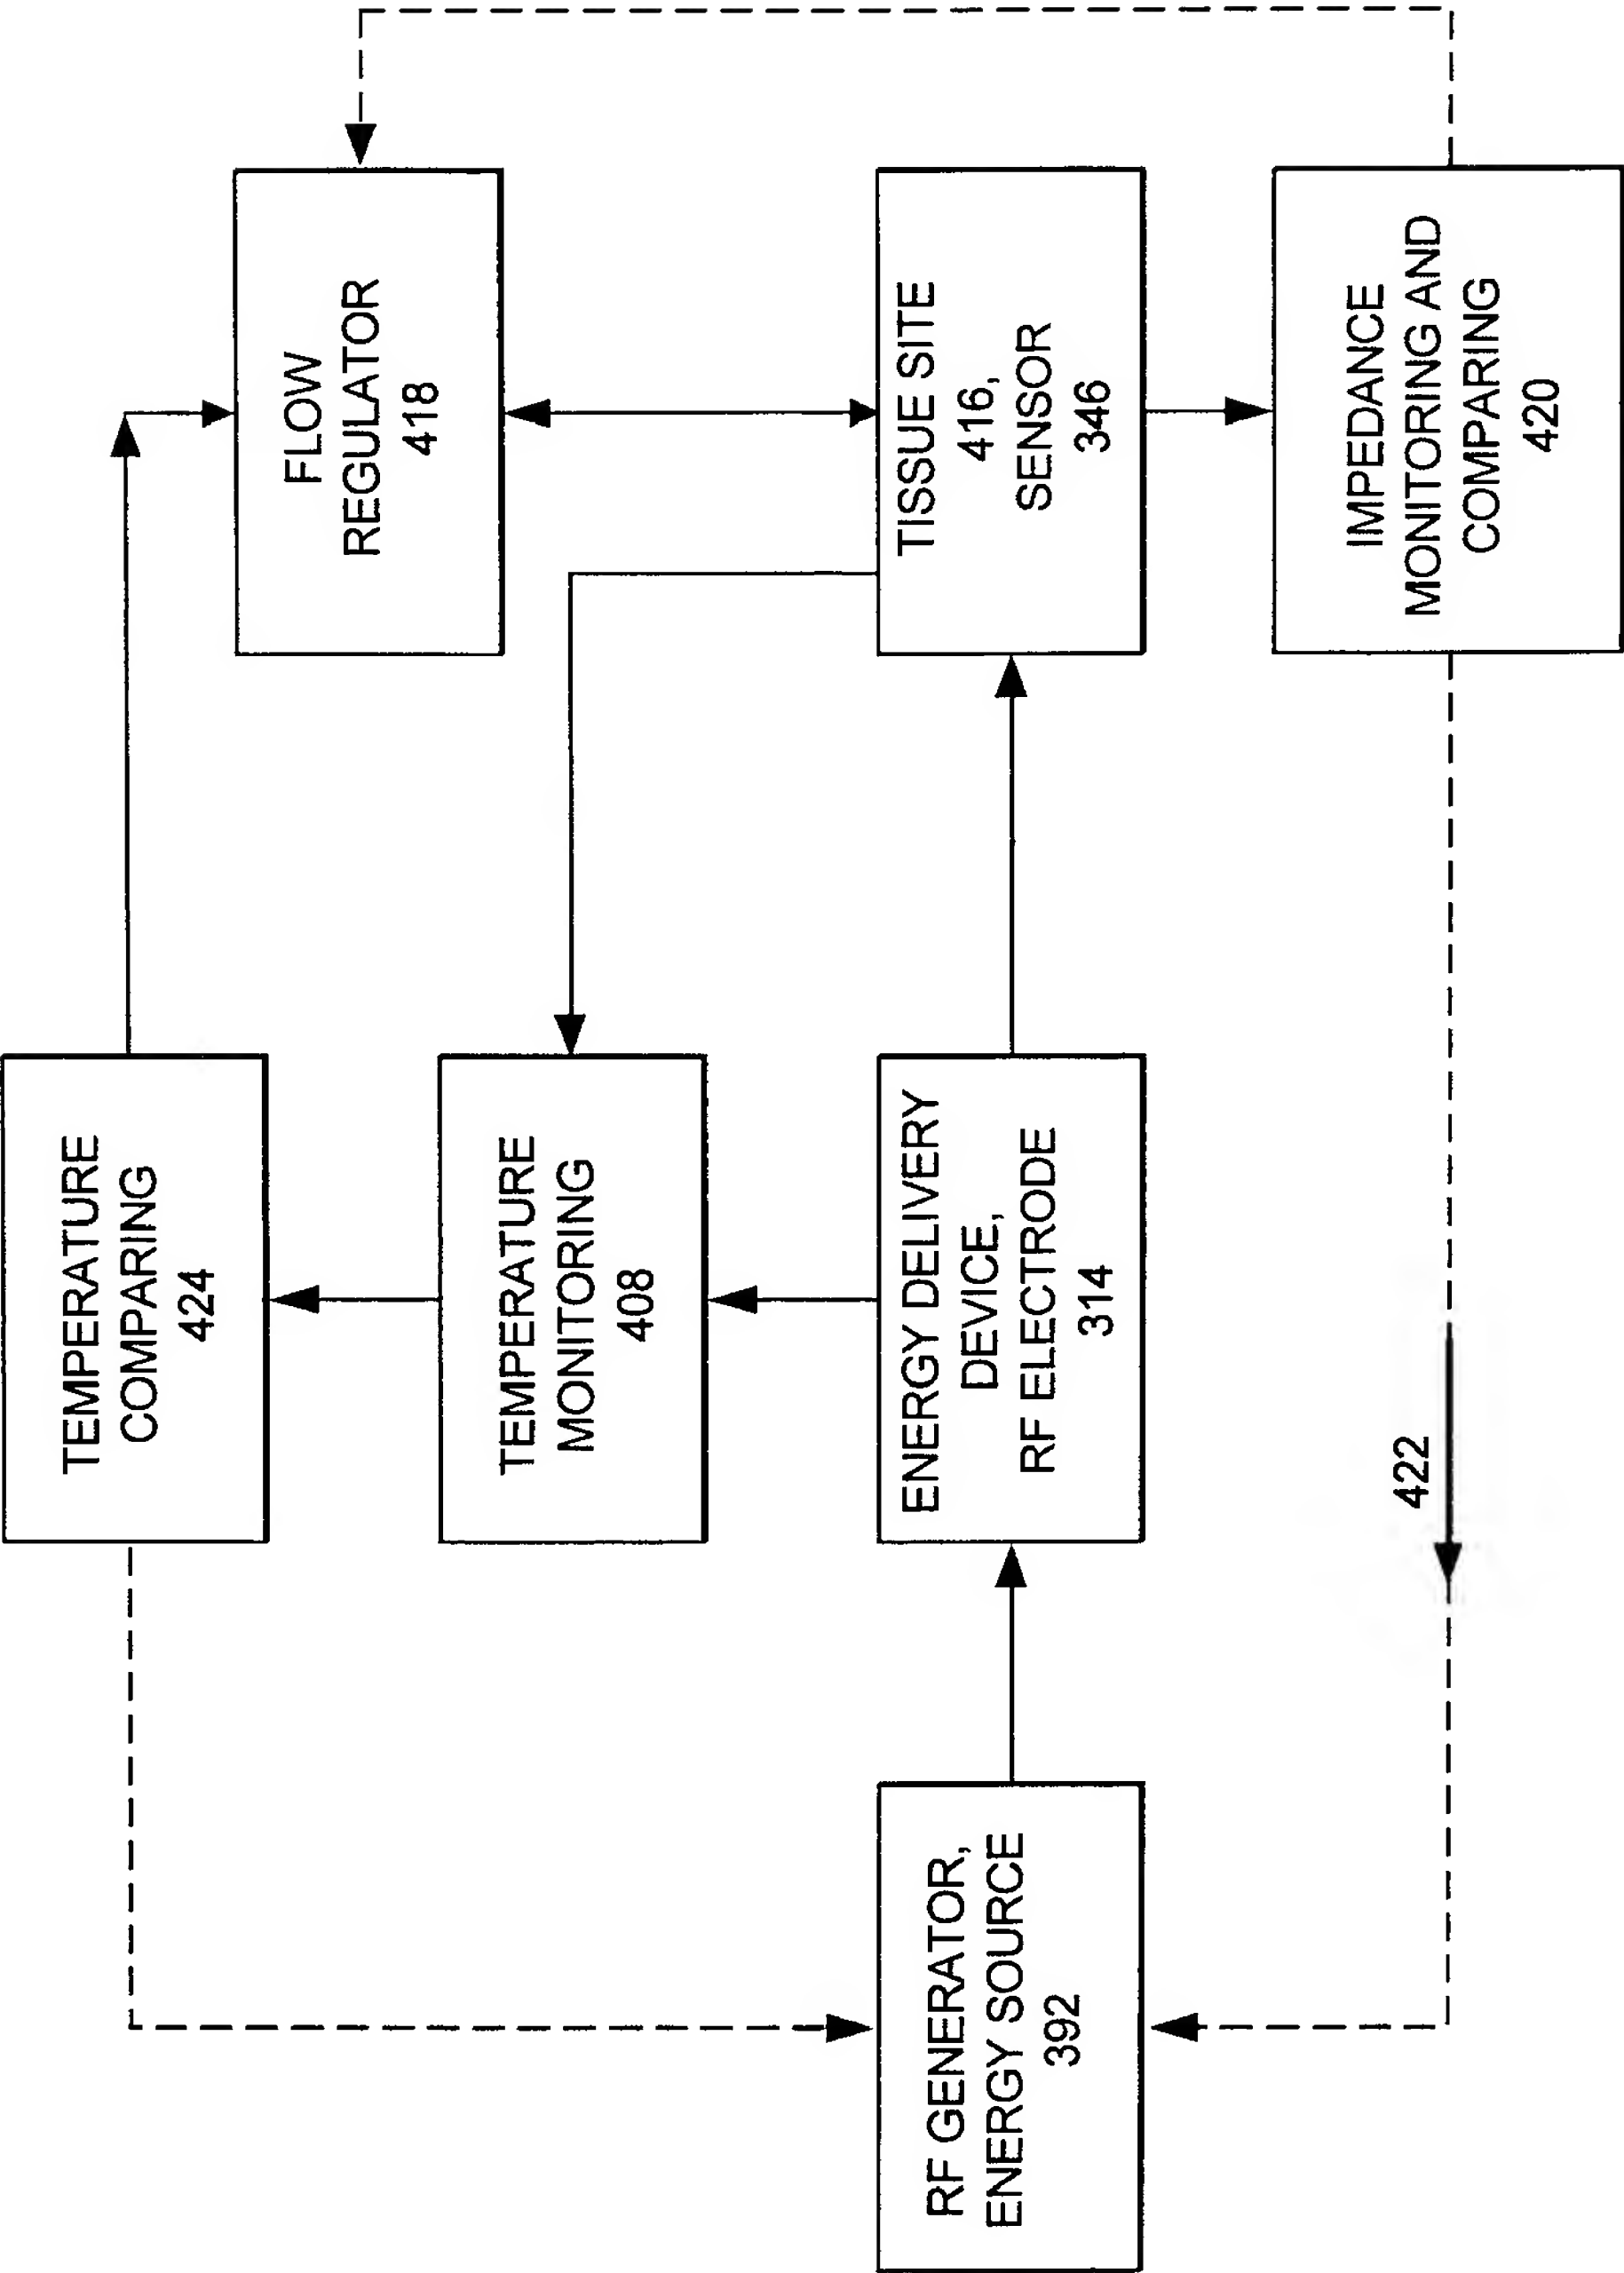 TEMPERATURE
COMPARING
424
FLOW
REGULATOR
418
TEMPERATURE
MONITORING
408
RF GENERATOR,
ENERGY SOURCE
392
ENERGY DELIVERY
DEVICE,
RF ELECTRODE
314
TISSUE SITE
416,
SENSOR
346
422
IMPEDANCE
MONITORING AND
COMPARING
420